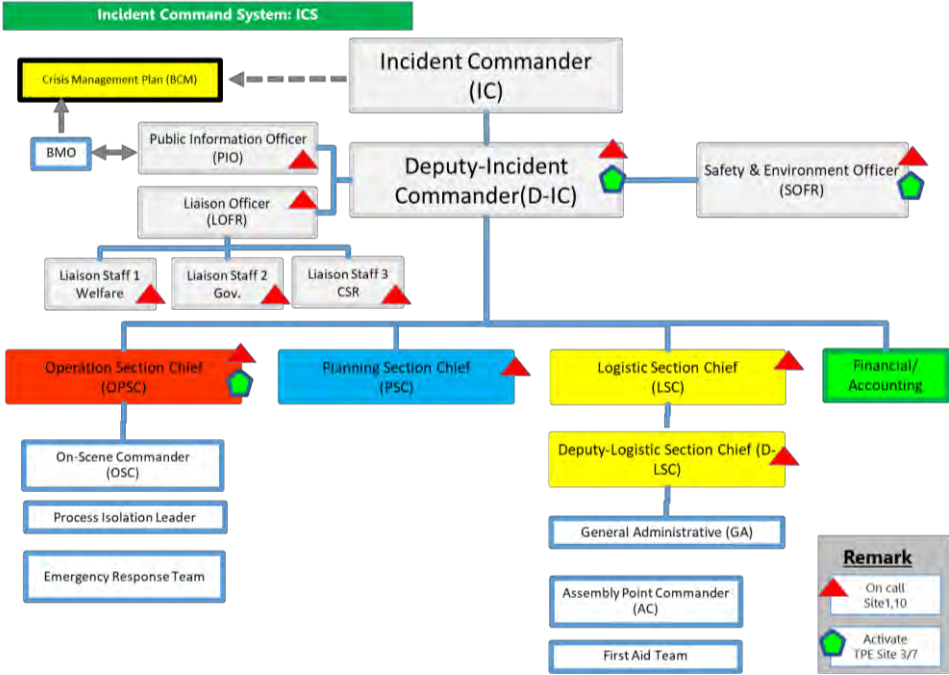 Incident Command System: ICS
Incident Commander
(IC)
Crisis Management Plan (BCM)
BMO
Public Information Officer
(PIO)
Deputy-Incident
Commander(D-IC)
Safety & Environment Officer
(SOFR)
Liaison Officer
(LOFR)
Liaison Staff 1
Welfare
Liaison Staff 2
Gov.
Liaison Staff 3
CSR
Operation Section Chief
(OPSC)
Planning Section Chief
(PSC)
Logistic Section Chief
(LSC)
Financial/
Accounting
On-Scene Commander
(OSC)
Deputy-Logistic Section Chief (D-
LSC)
Process Isolation Leader
General Administrative (GA)
Emergency Response Team
Assembly Point Commander
(AC)
First Aid Team
Remark
On call
Site1,10
Activate
TPE Site 3/7